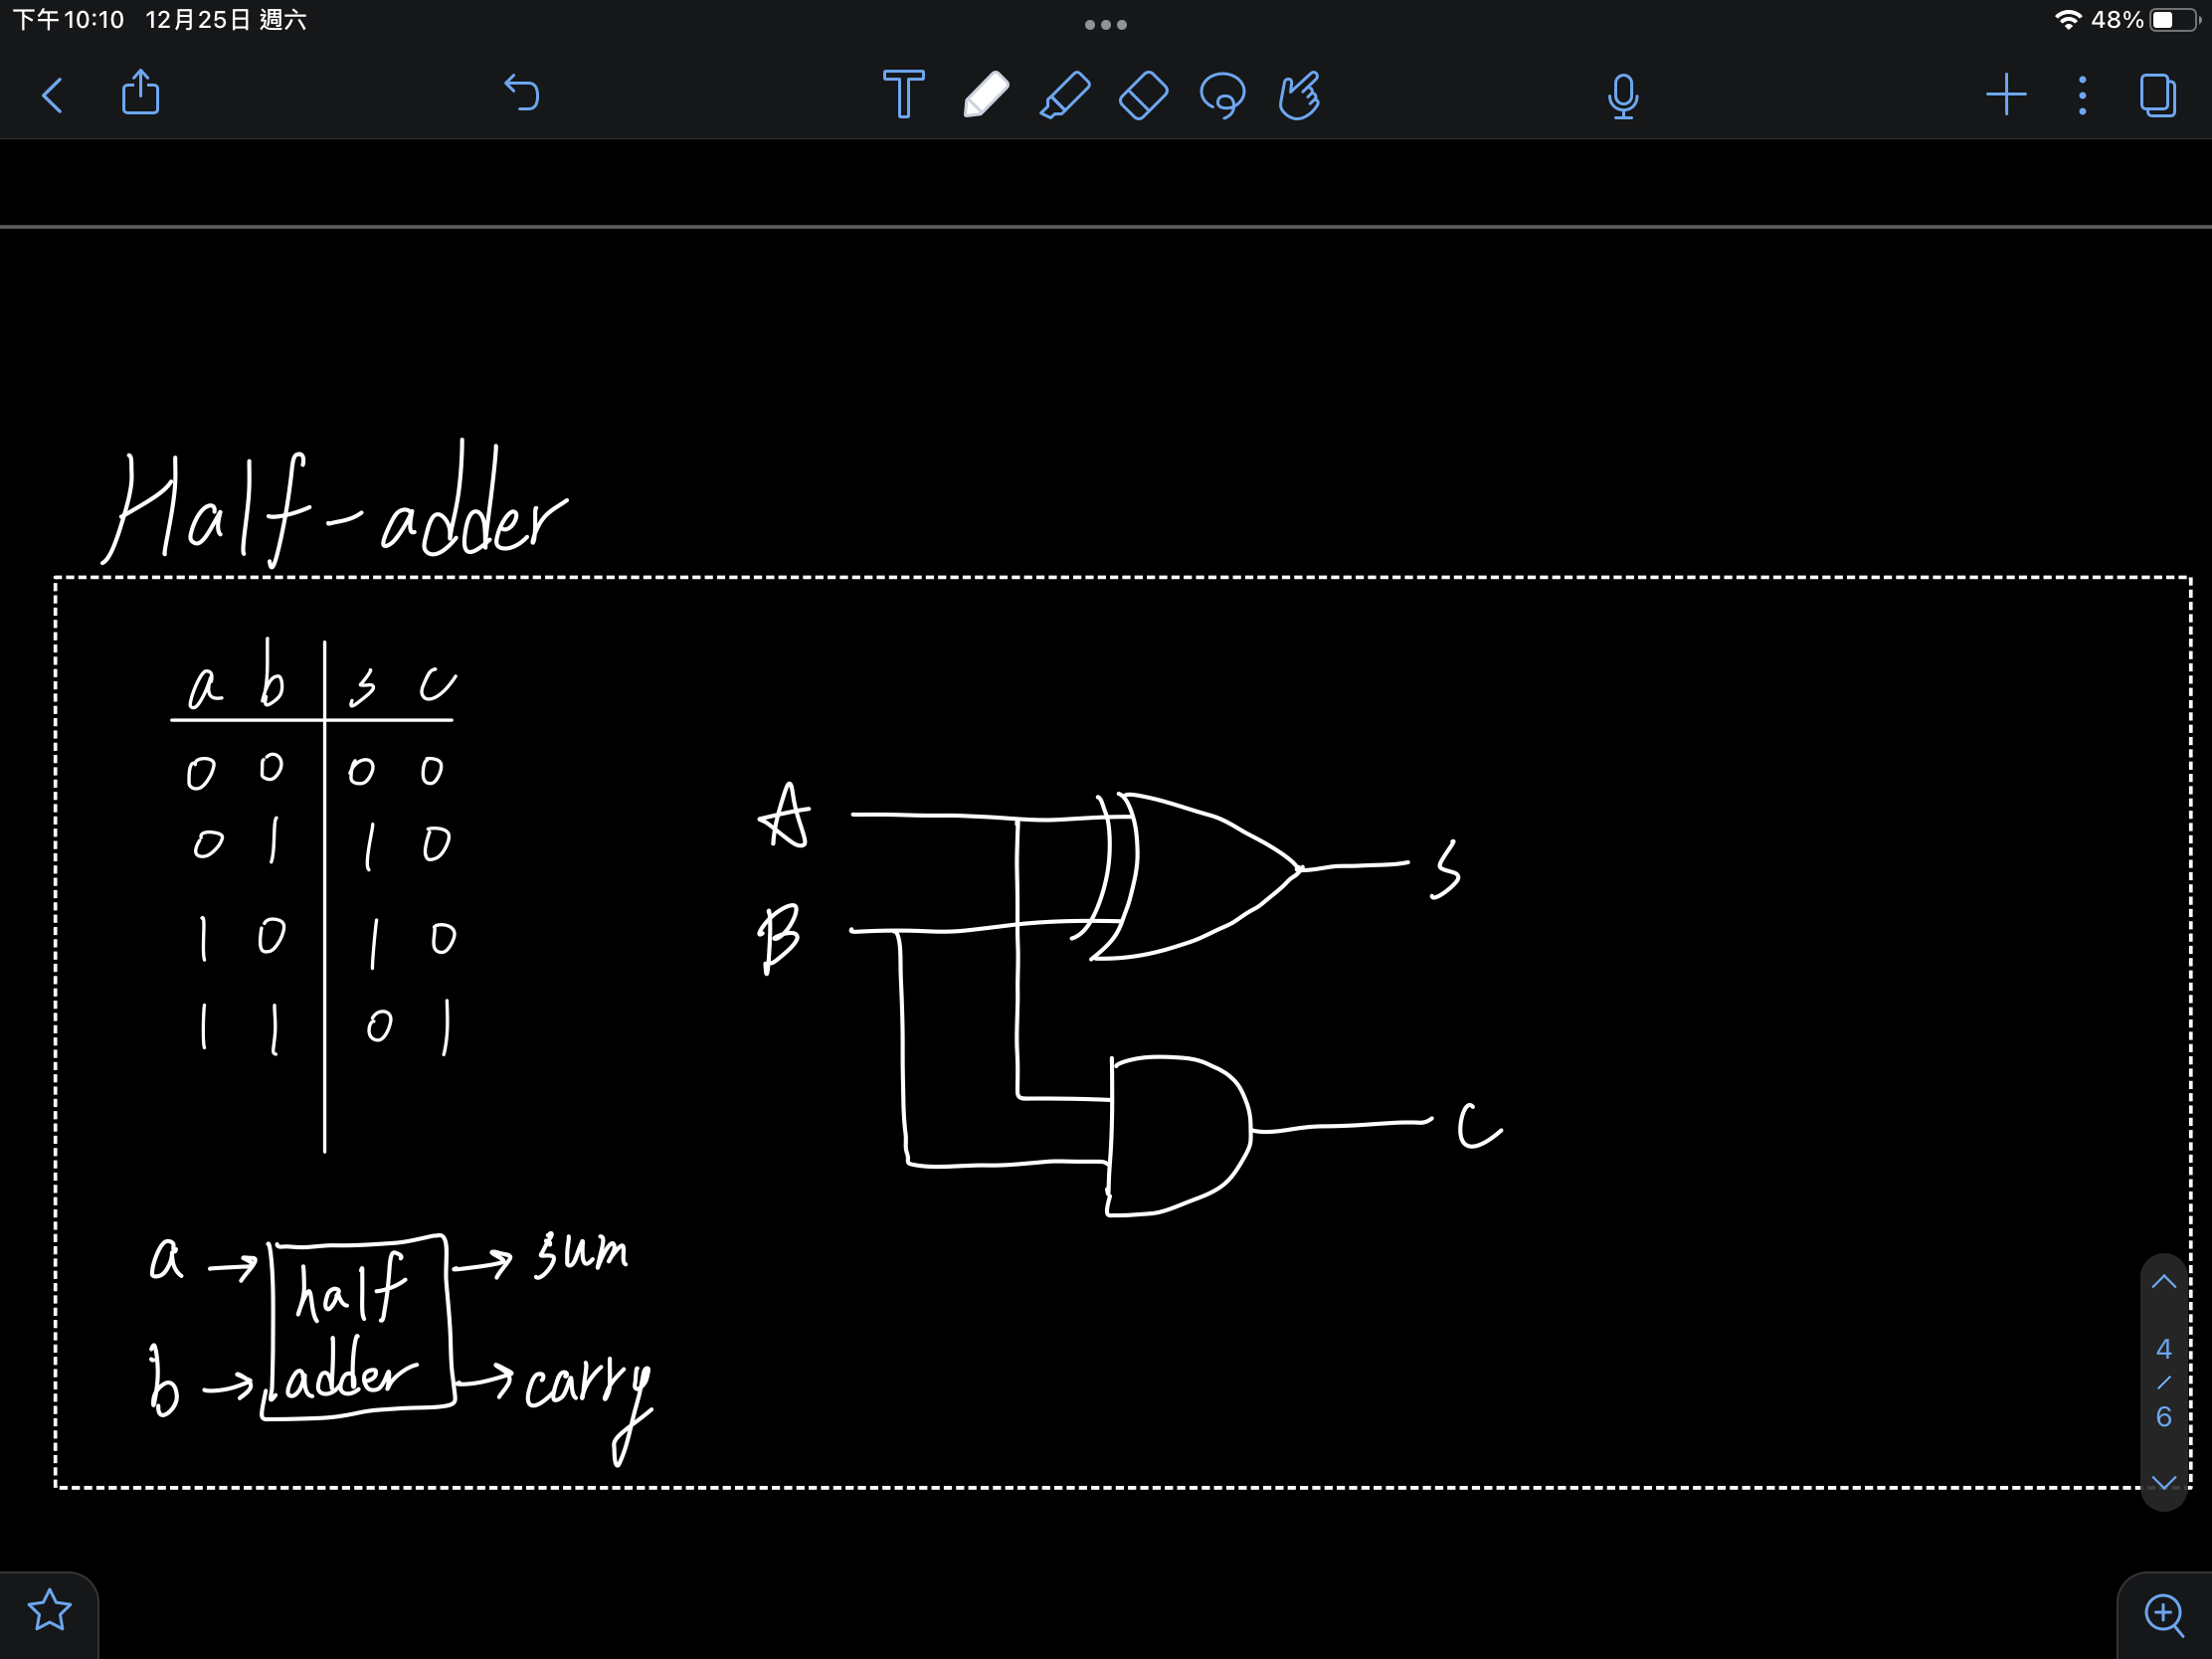 下午10:10 12月25日 週六
48%
Half-adder
a b s c
0 0 0 0
0 1 1 0
1 0 1 0
1 1 0 1
A
B
S
C
a → half adder → sum
b → carry
4
/
6